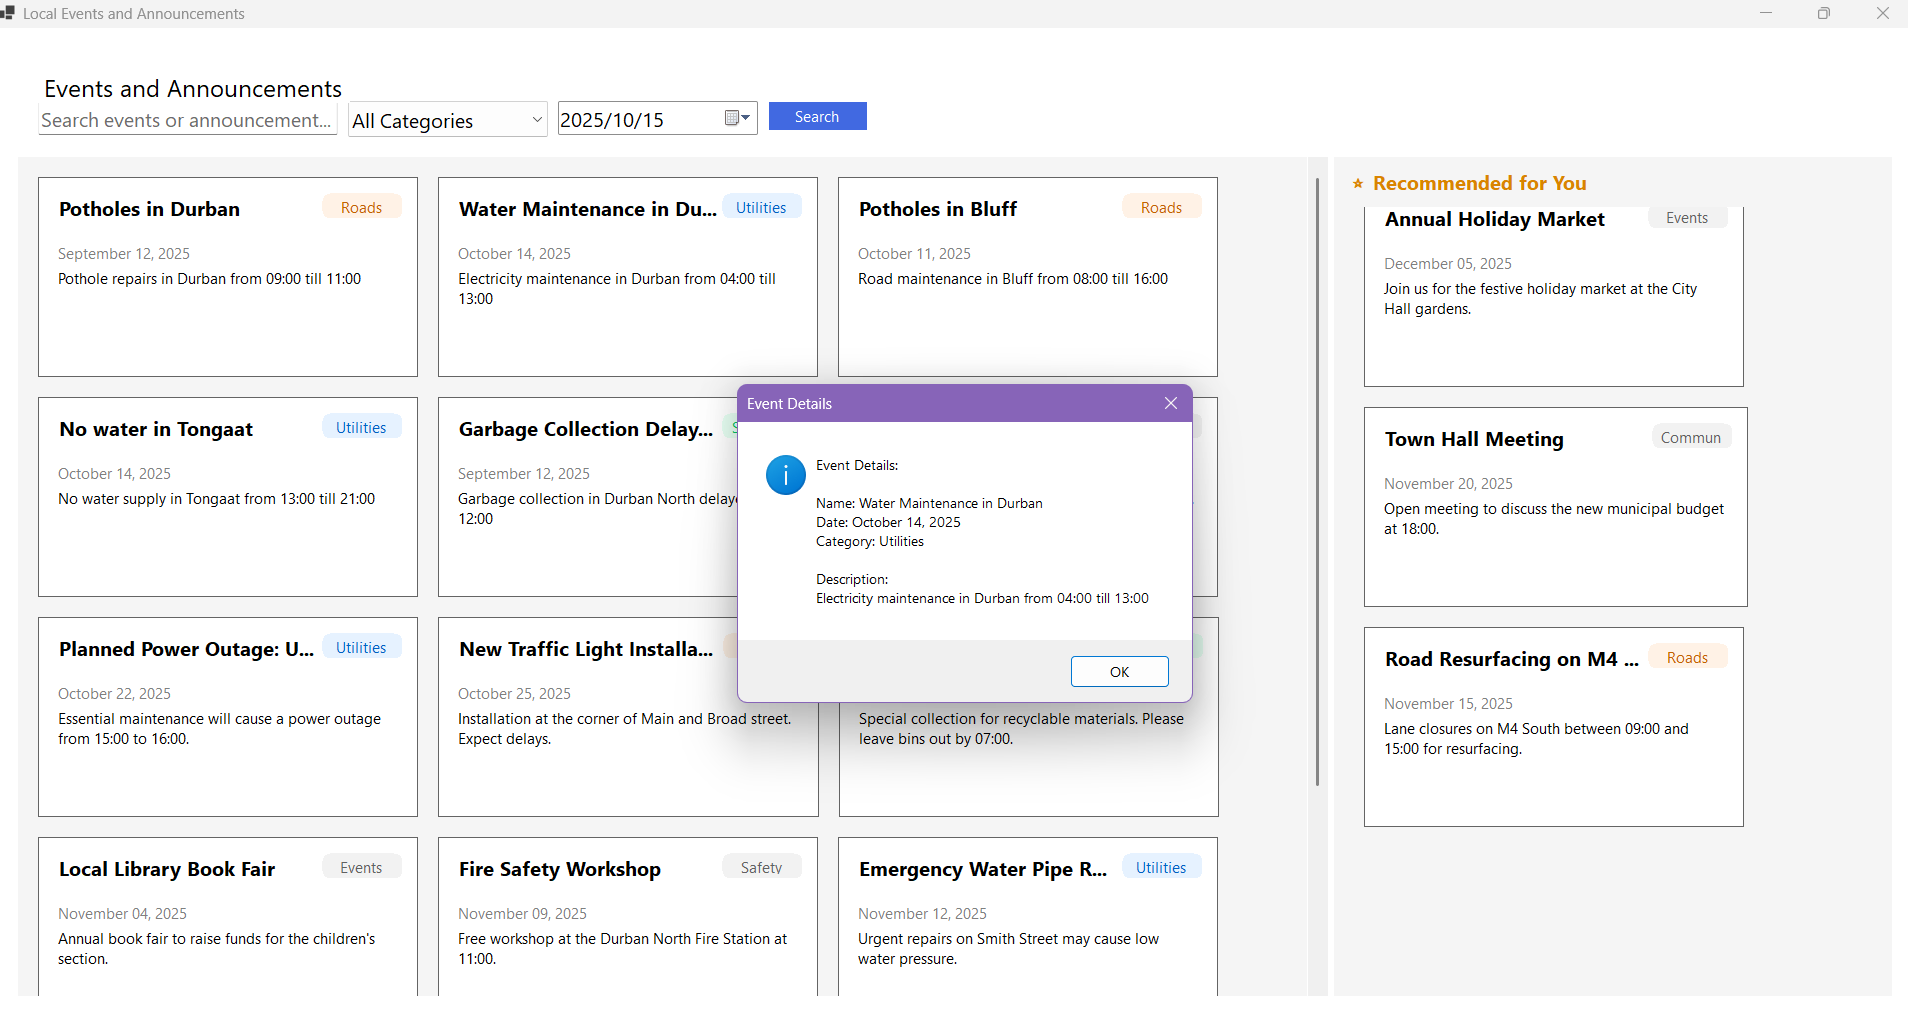 Local Events and Announcements
Events and Announcements
Search events or announcement...
All Categories
2025/10/15
Search
Potholes in Durban
Roads
September 12, 2025
Pothole repairs in Durban from 09:00 till 11:00
Water Maintenance in Du...
Utilities
October 14, 2025
Electricity maintenance in Durban from 04:00 till
13:00
Potholes in Bluff
Roads
October 11, 2025
Road maintenance in Bluff from 08:00 till 16:00
No water in Tongaat
Utilities
October 14, 2025
No water supply in Tongaat from 13:00 till 21:00
Garbage Collection Delay...
September 12, 2025
Garbage collection in Durban North
12:00
Event Details
Event Details:
Name: Water Maintenance in Durban
Date: October 14, 2025
Category: Utilities
Description:
Electricity maintenance in Durban from 04:00 till 13:00
OK
Planned Power Outage: U...
Utilities
October 22, 2025
Essential maintenance will cause a power outage
from 15:00 to 16:00.
New Traffic Light Installa...
October 25, 2025
Installation at the corner of Main and Broad street.
Expect delays.
Special collection for recyclable materials. Please
leave bins out by 07:00.
Local Library Book Fair
Events
November 04, 2025
Annual book fair to raise funds for the children's
section.
Fire Safety Workshop
Safety
November 09, 2025
Free workshop at the Durban North Fire Station at
11:00.
Emergency Water Pipe R...
Utilities
November 12, 2025
Urgent repairs on Smith Street may cause low
water pressure.
Recommended for You
Annual Holiday Market
Events
December 05, 2025
Join us for the festive holiday market at the City
Hall gardens.
Town Hall Meeting
Commun
November 20, 2025
Open meeting to discuss the new municipal budget
at 18:00.
Road Resurfacing on M4 ...
Roads
November 15, 2025
Lane closures on M4 South between 09:00 and
15:00 for resurfacing.